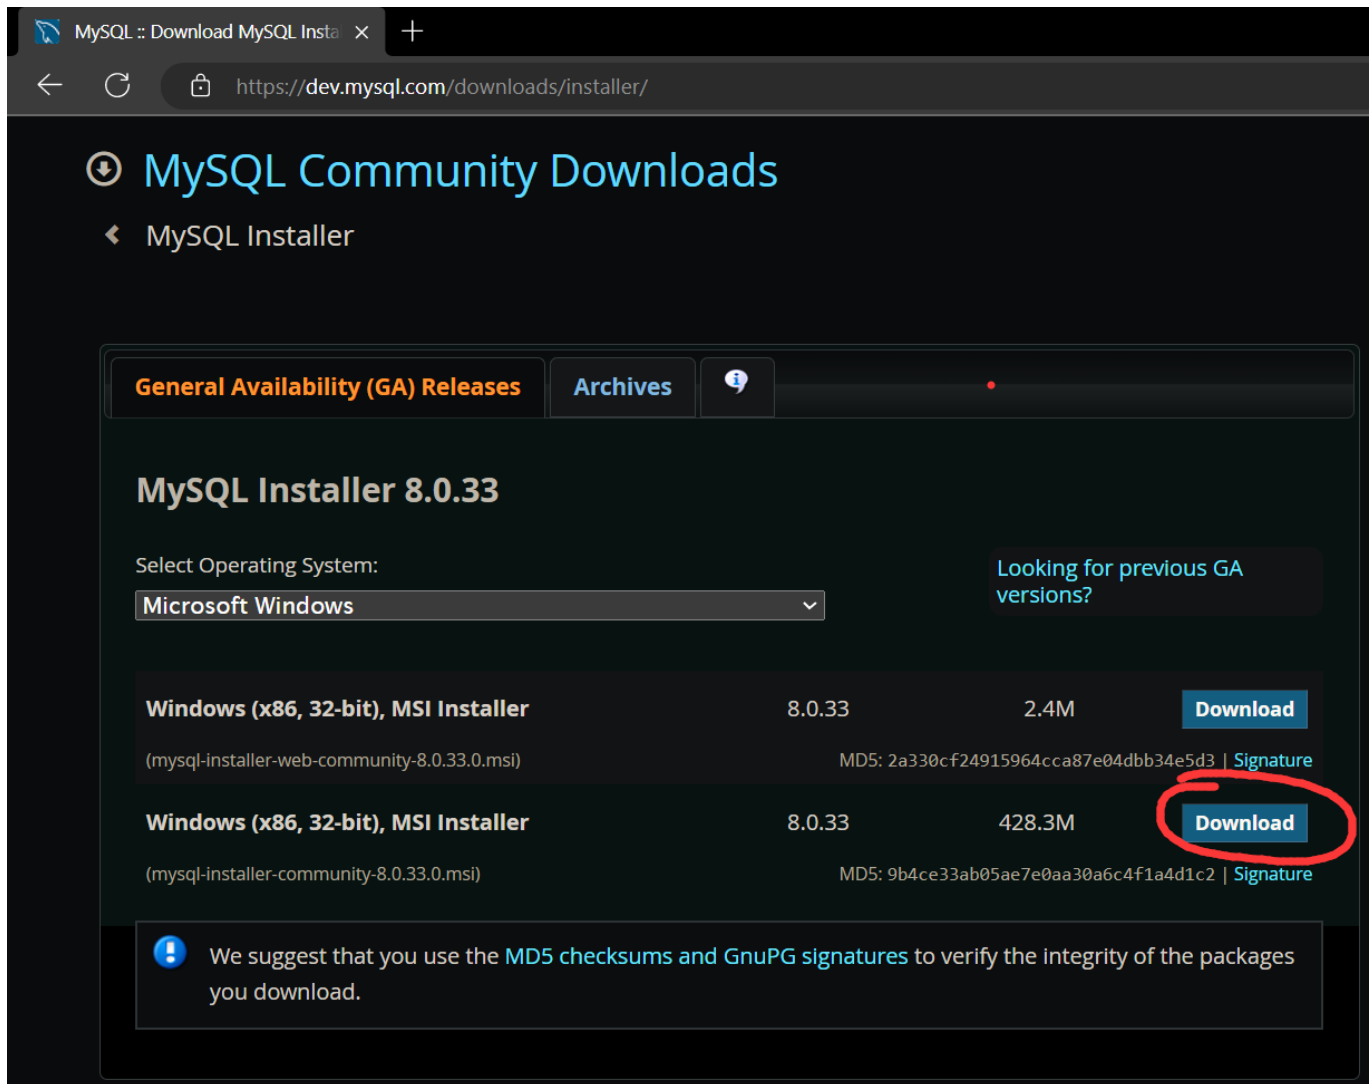 MySQL :: Download MySQL Insta
https://dev.mysql.com/downloads/installer/
MySQL Community Downloads
MySQL Installer
General Availability (GA) Releases Archives
MySQL Installer 8.0.33
Select Operating System:
Microsoft Windows
Looking for previous GA
versions?
Windows (x86, 32-bit), MSI Installer 8.0.33 2.4M Download
(mysql-installer-web-community-8.0.33.0.msi) MD5: 2a330cf24915964cca87e04dbb34e5d3 | Signature
Windows (x86, 32-bit), MSI Installer 8.0.33 428.3M Download
(mysql-installer-community-8.0.33.0.msi) MD5: 9b4ce33ab05ae7e0aa30a6c4f1a4d1c2 | Signature
We suggest that you use the MD5 checksums and GnuPG signatures to verify the integrity of the packages
you download.